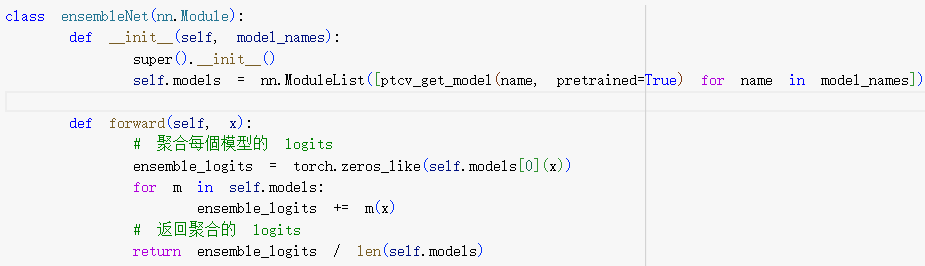 class ensembleNet(nn.Module):
def __init__(self, model_names):
super().__init__()
self.models = nn.ModuleList([ptcv_get_model(name, pretrained=True) for name in model_names])
def forward(self, x):
# 聚合每個模型的 logits
ensemble_logits = torch.zeros_like(self.models[0](x))
for m in self.models:
ensemble_logits += m(x)
# 返回聚合的 logits
return ensemble_logits / len(self.models)